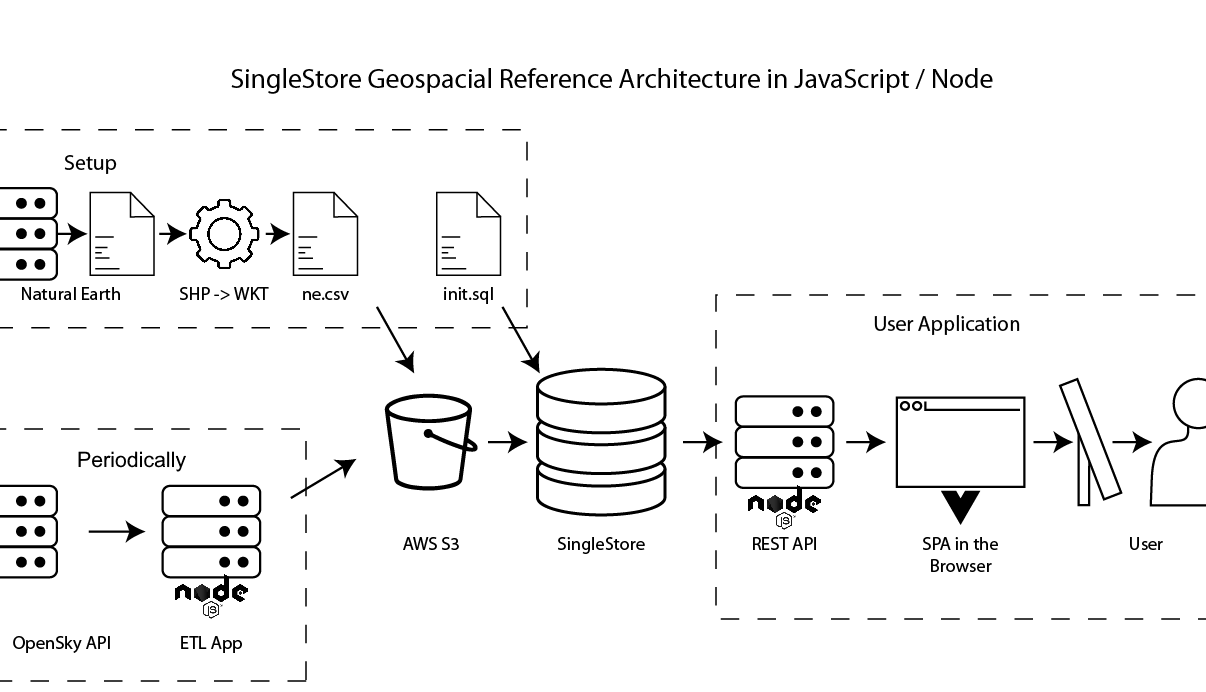 SingleStore Geospacial Reference Architecture in JavaScript / Node
Setup
Natural Earth
SHP -> WKT
ne.csv
init.sql
User Application
Periodically
node
JS
OpenSky API
ETL App
AWS S3
SingleStore
node
JS
REST API
SPA in the
Browser
User